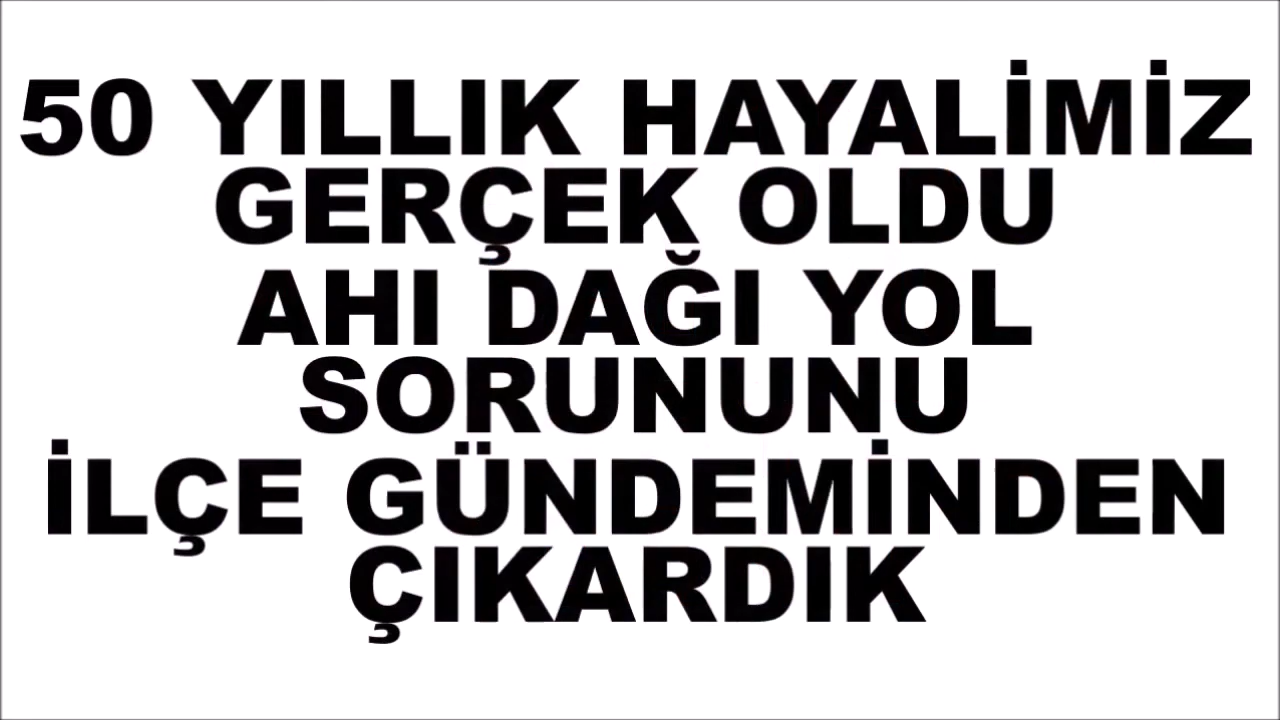 50 YILLIK HAYALİMİZ
GERÇEK OLDU
AHI DAĞI YOL
SORUNUNU
İLÇE GÜNDEMİNDEN
ÇIKARDIK